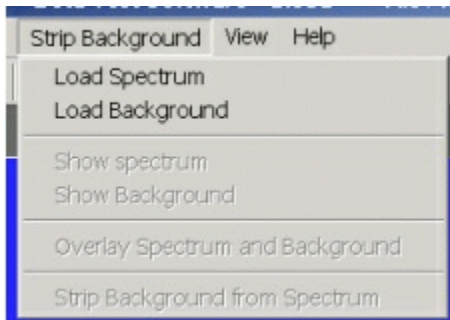 Strip Background View Help
Load Spectrum
Load Background
Show spectrum
Show Background
Overlay Spectrum and Background
Strip Background from Spectrum